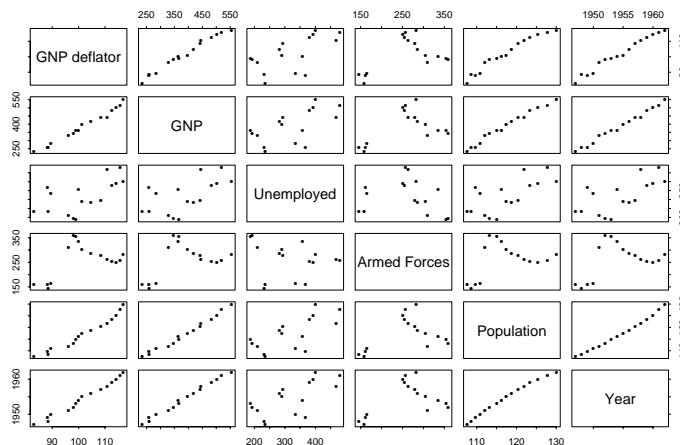 250 350 450 550
150 250 350
1950 1955 1960
GNP deflator
250 400 550
GNP
Unemployed
150 250 350
Armed Forces
Population
1950 1960
Year
90 100 110
200 300 400
110 120 130